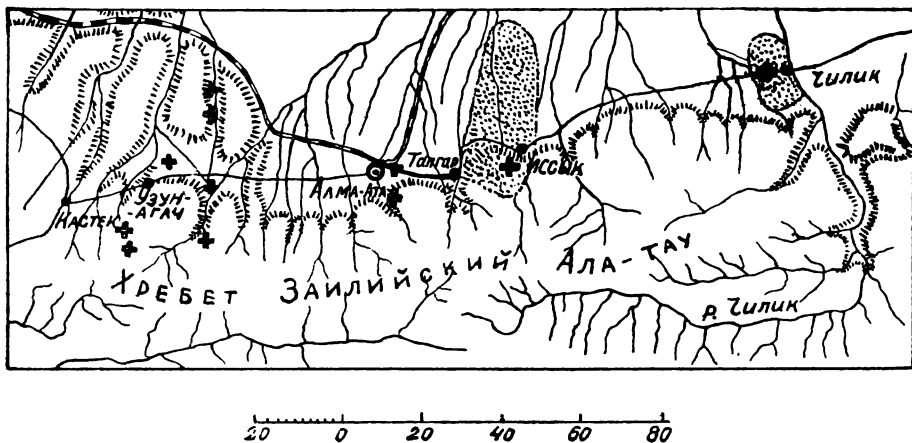 Чилик
Талгар
Иссык
Алма-Ата
Узун-
-Агач
Кастек
Хребет Заилийский Ала-тау
р. Чилик
20 0 20 40 60 80